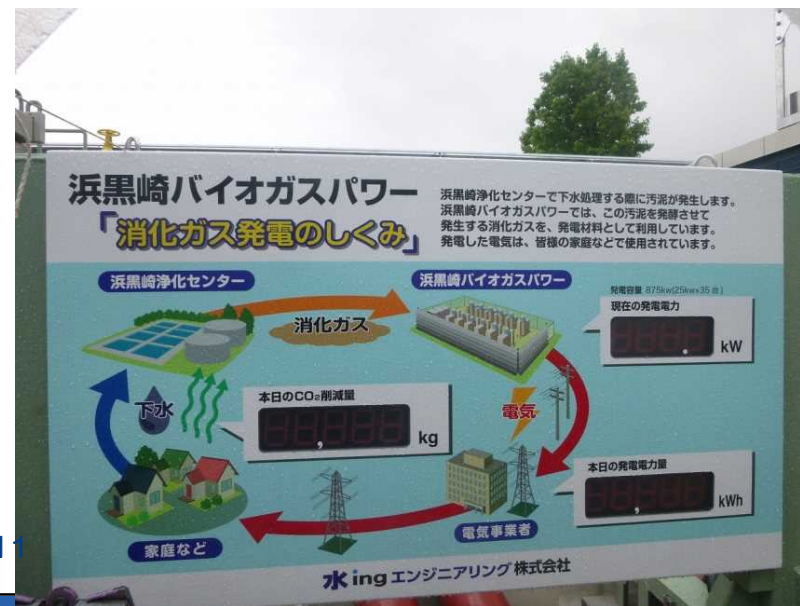 浜黒崎バイオガスパワー
「消化ガス発電のしくみ」
浜黒崎浄化センターで下水処理する際に汚泥が発生します。
浜黒崎バイオガスパワーでは、この汚泥を発酵させて
発生する消化ガスを、発電材料として利用しています。
発電した電気は、皆様の家庭などで使用されています。
浜黒崎浄化センター
浜黒崎バイオガスパワー
発電容量 875kw(25kw×35台)
現在の発電電力
kW
消化ガス
下水
本日のCO₂削減量
kg
電気
本日の発電電力量
kWh
家庭など
電気事業者
水ingエンジニアリング株式会社
11